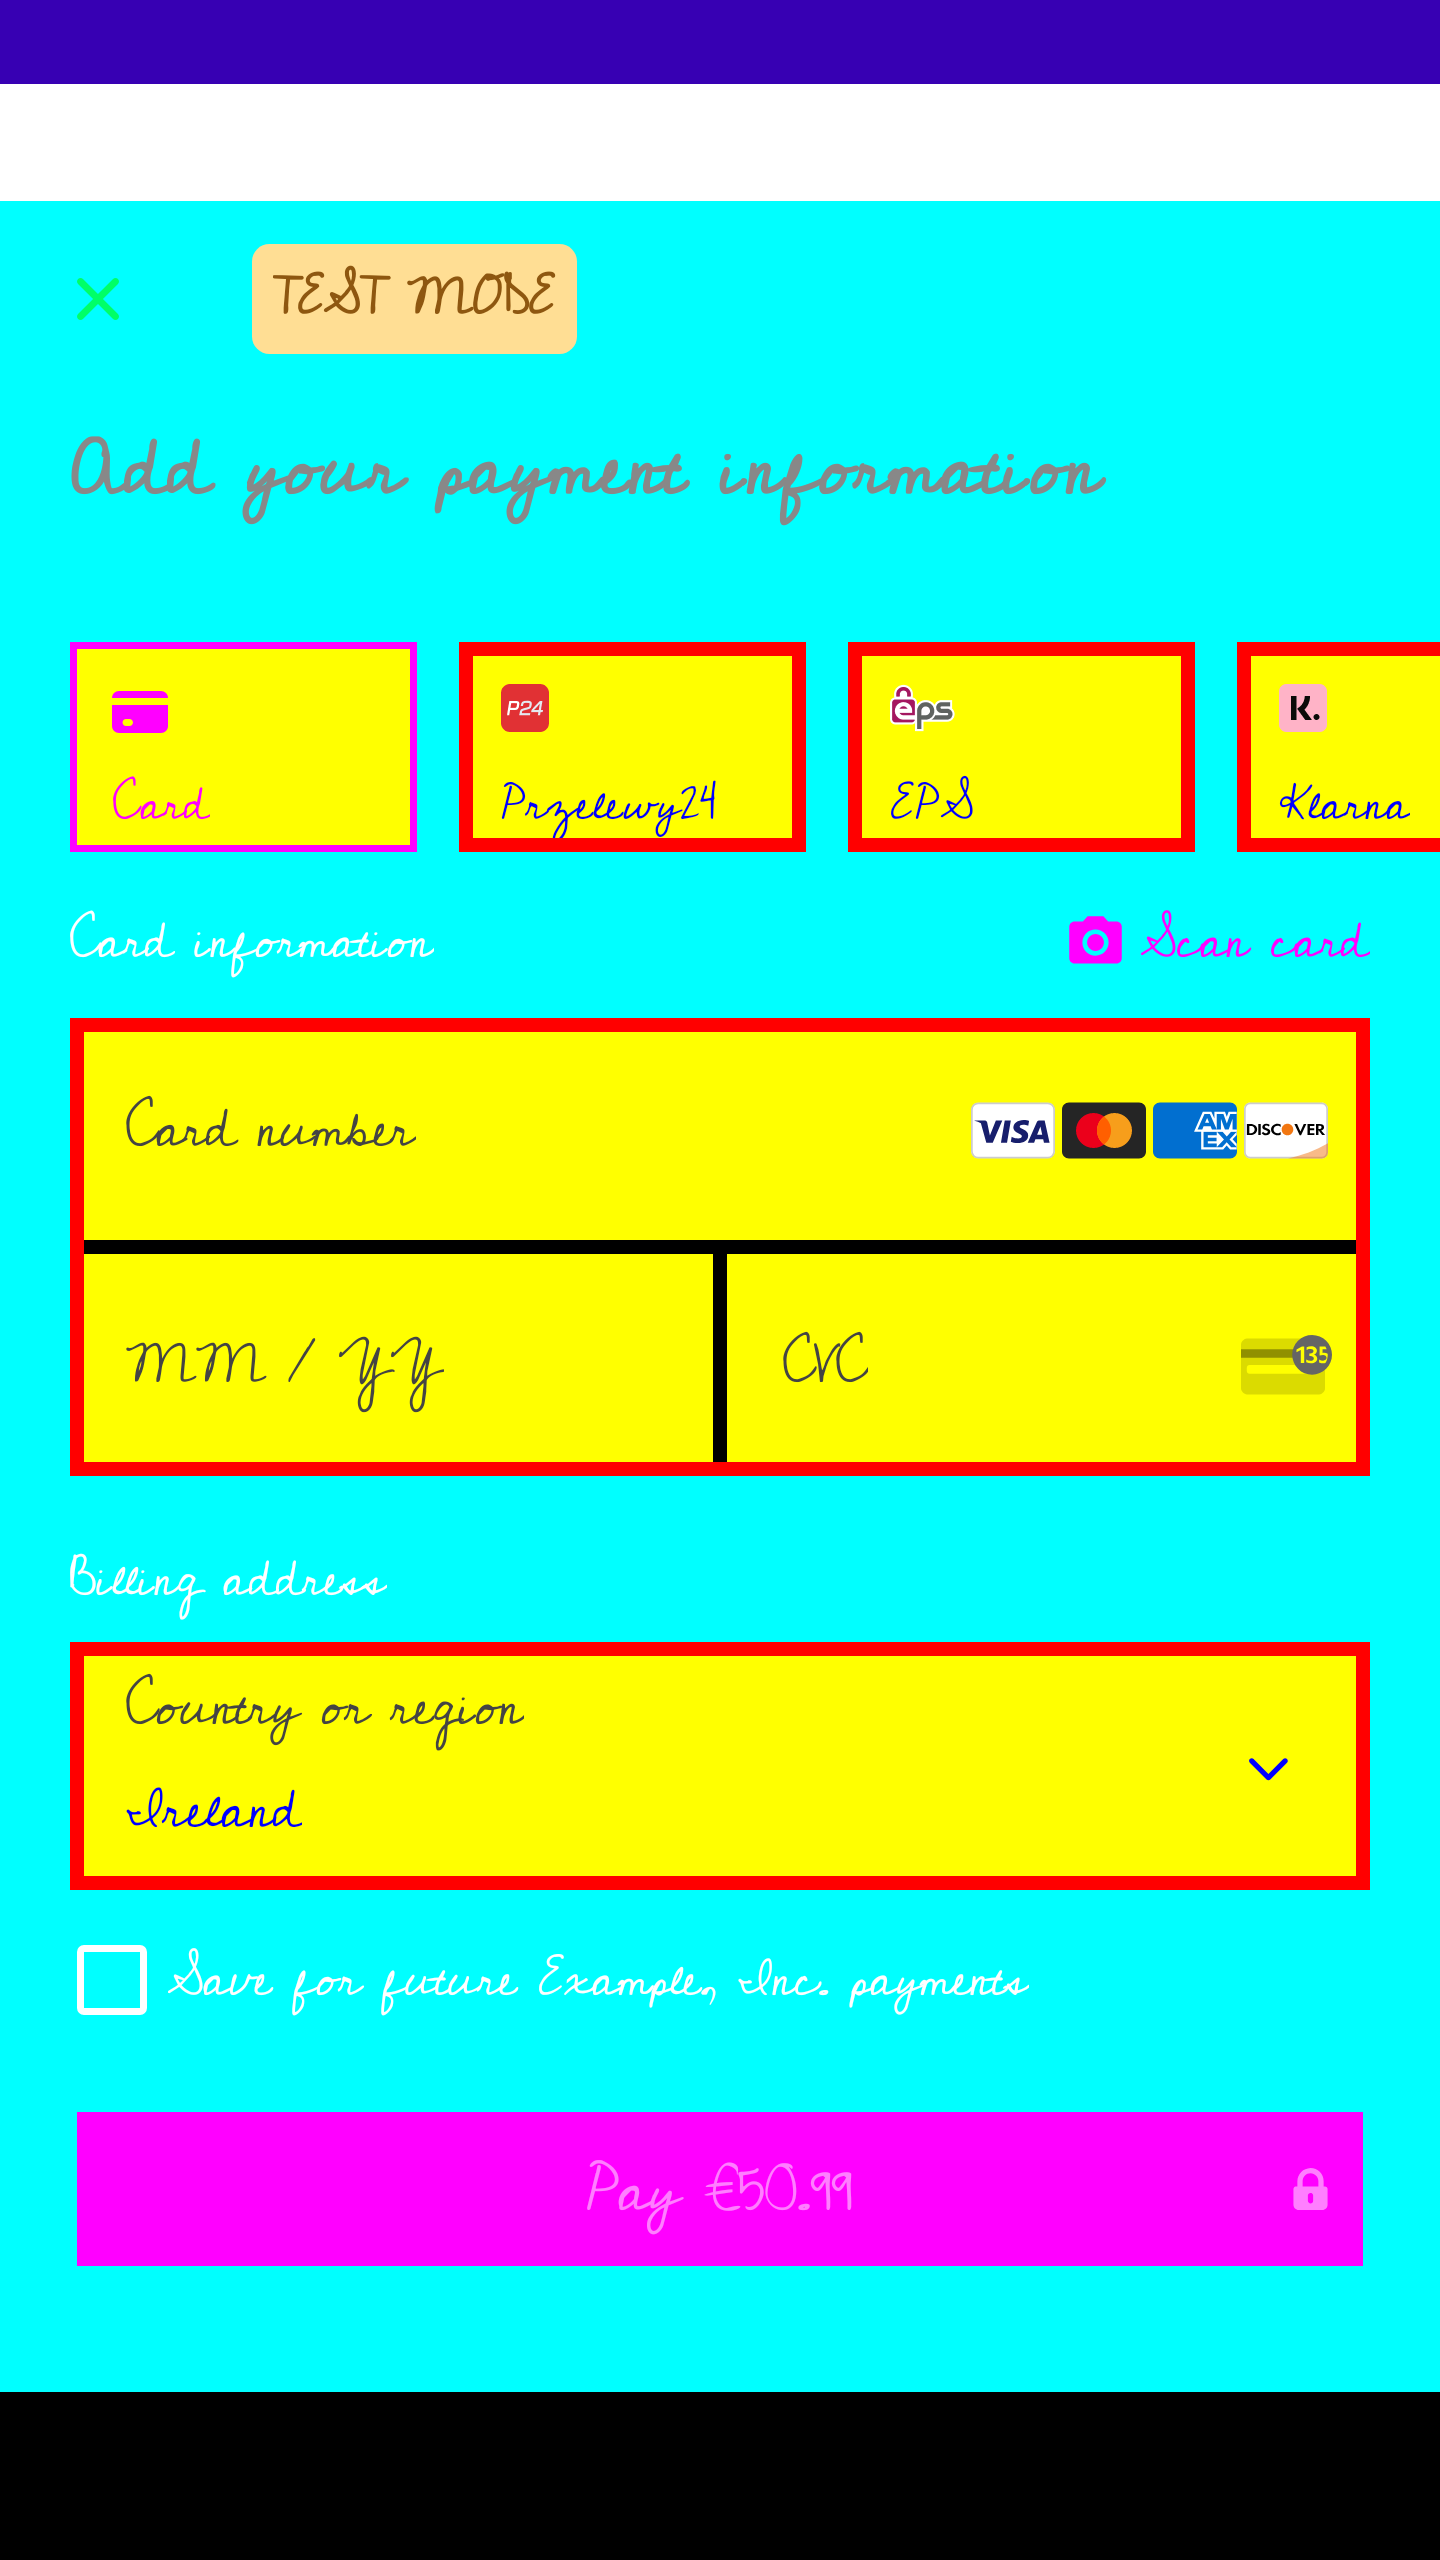 TEST MODE
Add your payment information
P24
eps
K.
Card
Przelewy24
EPS
Klarna
Card information
Scan card
Card number
VISA
AM
EX
DISCOVER
MM / YY
CVC
135
Billing address
Country or region
Ireland
Save for future Example, Inc. payments
Pay €50.99